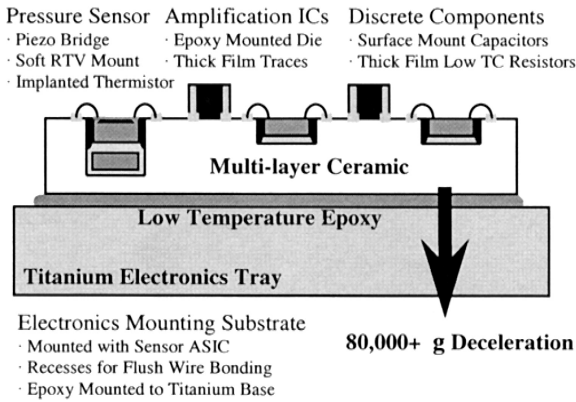 Pressure Sensor
· Piezo Bridge
· Soft RTV Mount
· Implanted Thermistor
Amplification ICs
· Epoxy Mounted Die
· Thick Film Traces
Discrete Components
· Surface Mount Capacitors
· Thick Film Low TC Resistors
Multi-layer Ceramic
Low Temperature Epoxy
Titanium Electronics Tray
80,000+ g Deceleration
Electronics Mounting Substrate
· Mounted with Sensor ASIC
· Recesses for Flush Wire Bonding
· Epoxy Mounted to Titanium Base